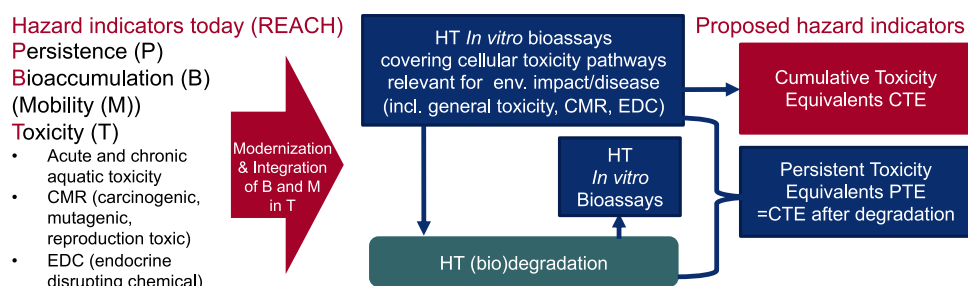 Hazard indicators today (REACH)
Persistence (P)
Bioaccumulation (B)
(Mobility (M))
Toxicity (T)
• Acute and chronic
aquatic toxicity
• CMR (carcinogenic,
mutagenic,
reproduction toxic)
• EDC (endocrine
disrupting chemical)
Modernization
& Integration
of B and M
in T
HT In vitro bioassays
covering cellular toxicity pathways
relevant for env. impact/disease
(incl. general toxicity, CMR, EDC)
HT
In vitro
Bioassays
HT (bio)degradation
Proposed hazard indicators
Cumulative Toxicity
Equivalents CTE
Persistent Toxicity
Equivalents PTE
=CTE after degradation